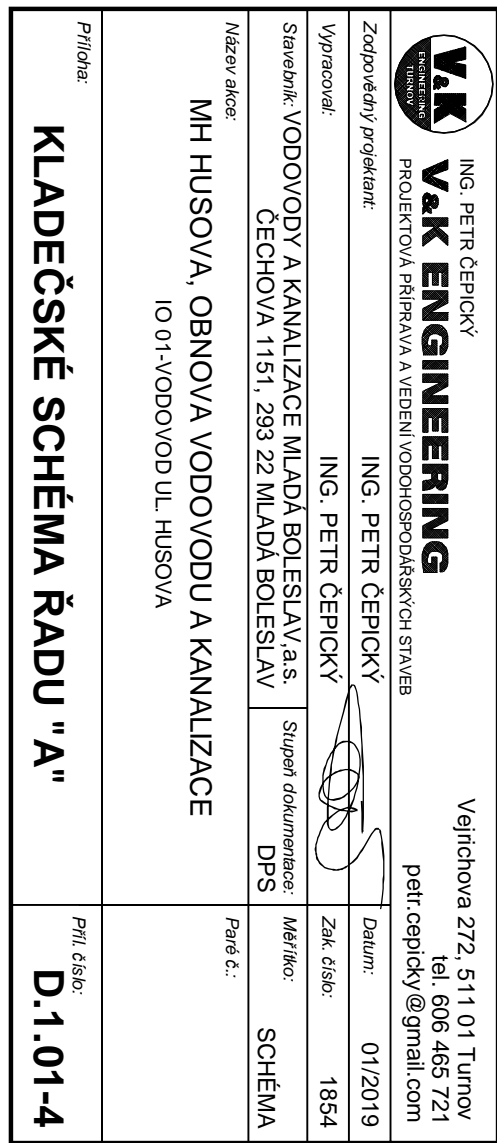 V&K
ENGINEERING
TURNOV
ING. PETR ČEPICKÝ
V&K ENGINEERING
PROJEKTOVÁ PŘÍPRAVA A VEDENÍ VODOHOSPODÁŘSKÝCH STAVEB
Vejrichova 272, 511 01 Turnov
tel. 606 465 721
petr.cepicky@gmail.com
Zodpovědný projektant: ING. PETR ČEPICKÝ
Datum: 01/2019
Vypracoval: ING. PETR ČEPICKÝ
Zak. číslo: 1854
Stavebník: VODOVODY A KANALIZACE MLADÁ BOLESLAV,a.s.
ČECHOVA 1151, 293 22 MLADÁ BOLESLAV
Stupeň dokumentace:
DPS
Měřítko:
SCHÉMA
Název akce:
MH HUSOVA, OBNOVA VODOVODU A KANALIZACE
IO 01-VODOVOD UL. HUSOVA
Paré č.:
Příloha:
KLADEČSKÉ SCHÉMA ŘADU "A"
Příl. číslo:
D.1.01-4